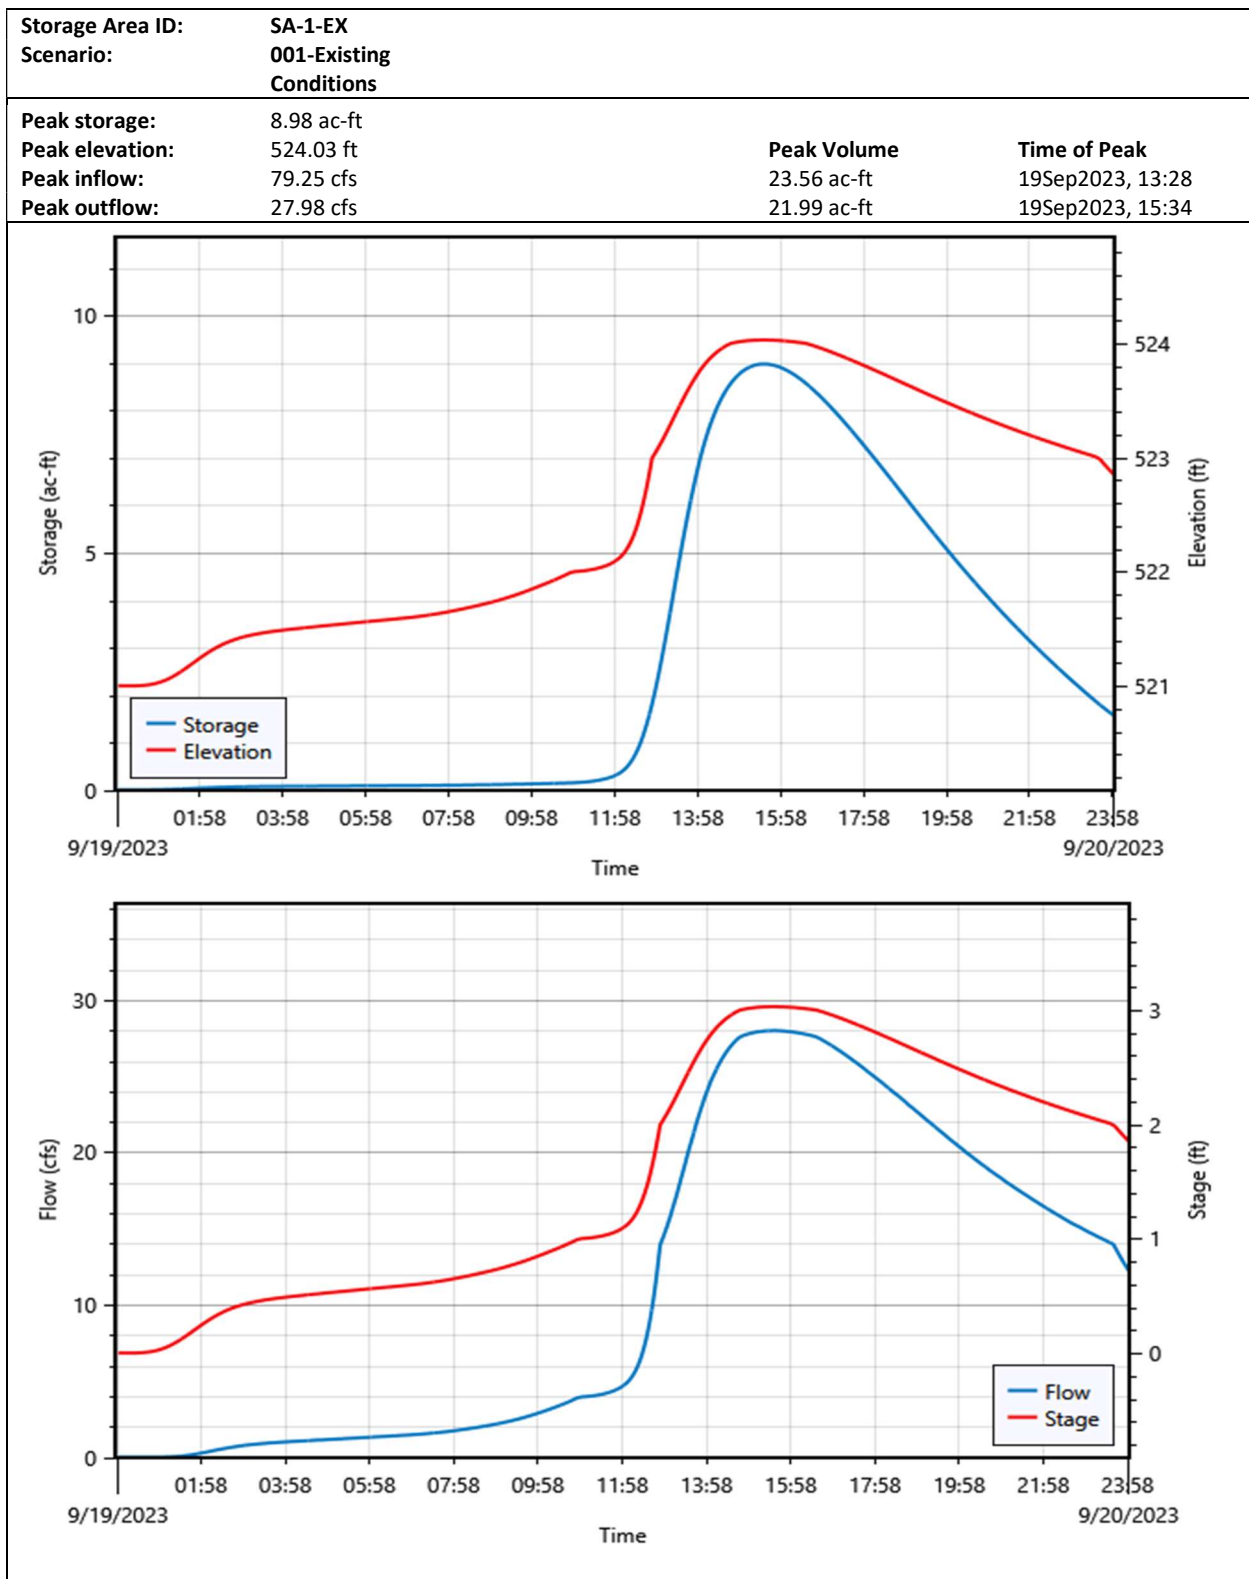 Storage Area ID: SA-1-EX
Scenario: 001-Existing
Conditions
Peak storage: 8.98 ac-ft
Peak elevation: 524.03 ft Peak Volume Time of Peak
Peak inflow: 79.25 cfs 23.56 ac-ft 19Sep2023, 13:28
Peak outflow: 27.98 cfs 21.99 ac-ft 19Sep2023, 15:34
10
5
0
Storage (ac-ft)
524
523
522
521
Elevation (ft)
Storage
Elevation
01:58 03:58 05:58 07:58 09:58 11:58 13:58 15:58 17:58 19:58 21:58 23:58
9/19/2023 9/20/2023
Time
30
20
10
0
Flow (cfs)
3
2
1
0
Stage (ft)
Flow
Stage
01:58 03:58 05:58 07:58 09:58 11:58 13:58 15:58 17:58 19:58 21:58 23:58
9/19/2023 9/20/2023
Time